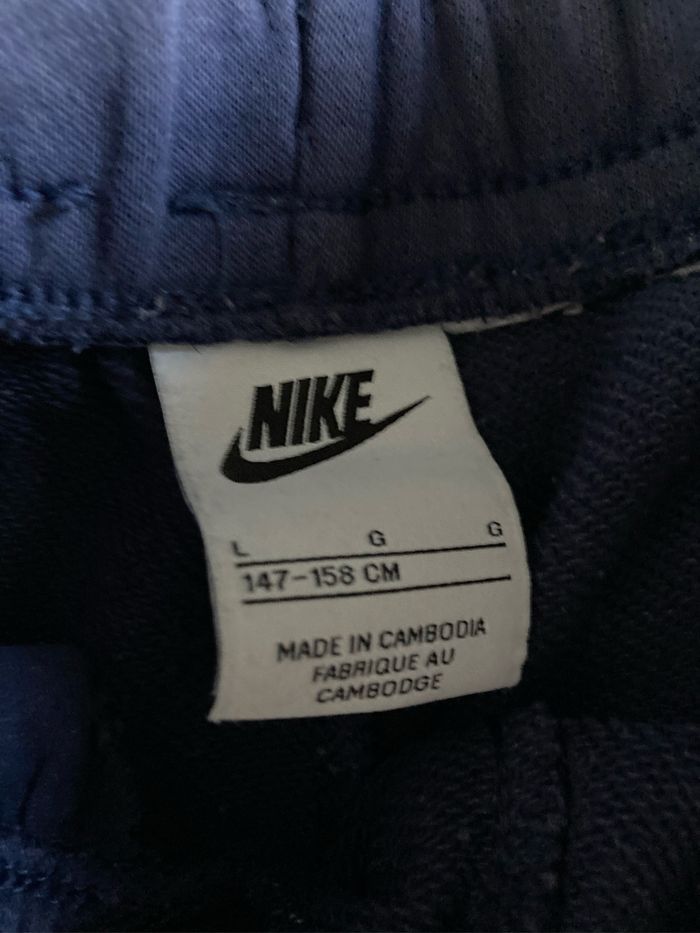 NIKE
L G G
147-158 CM
MADE IN CAMBODIA
FABRIQUE AU
CAMBODGE